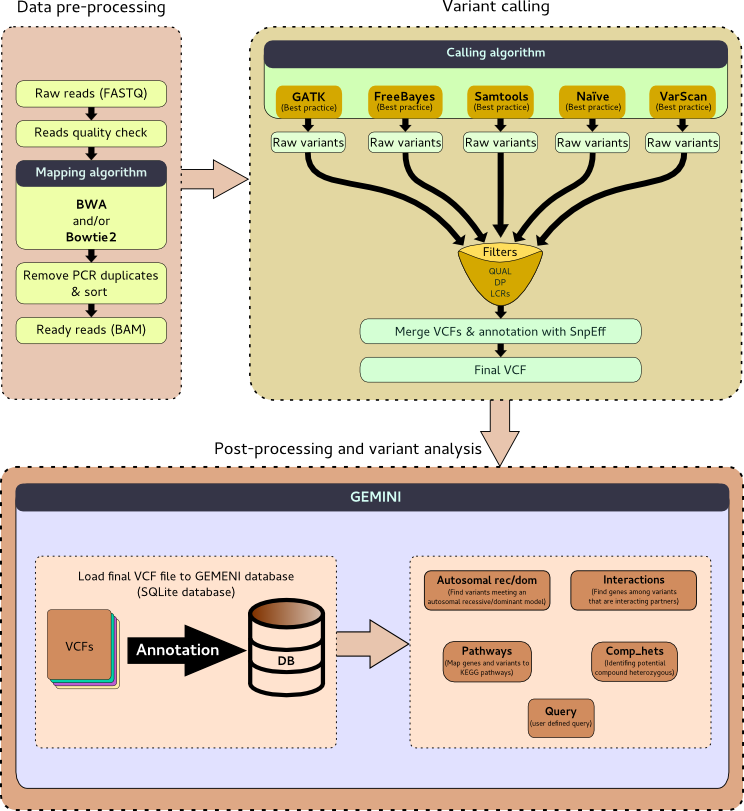 Data pre-processing
Raw reads (FASTQ)
Reads quality check
Mapping algorithm
BWA
and/or
Bowtie2
Remove PCR duplicates
& sort
Ready reads (BAM)
Variant calling
Calling algorithm
GATK
(Best practice)
FreeBayes
(Best practice)
Samtools
(Best practice)
Naïve
(Best practice)
VarScan
(Best practice)
Raw variants
Raw variants
Raw variants
Raw variants
Raw variants
Filters
QUAL
DP
LCRs
Merge VCFs & annotation with SnpEff
Final VCF
Post-processing and variant analysis
GEMINI
Load final VCF file to GEMENI database
(SQLite database)
VCFs
Annotation
DB
Autosomal rec/dom
(Find variants meeting an
autosomal recessive/dominant model)
Interactions
(Find genes among variants
that are interacting partners)
Pathways
(Map genes and variants to
KEGG pathways)
Comp_hets
(Identifing potential
compound heterozygous)
Query
(user defined query)